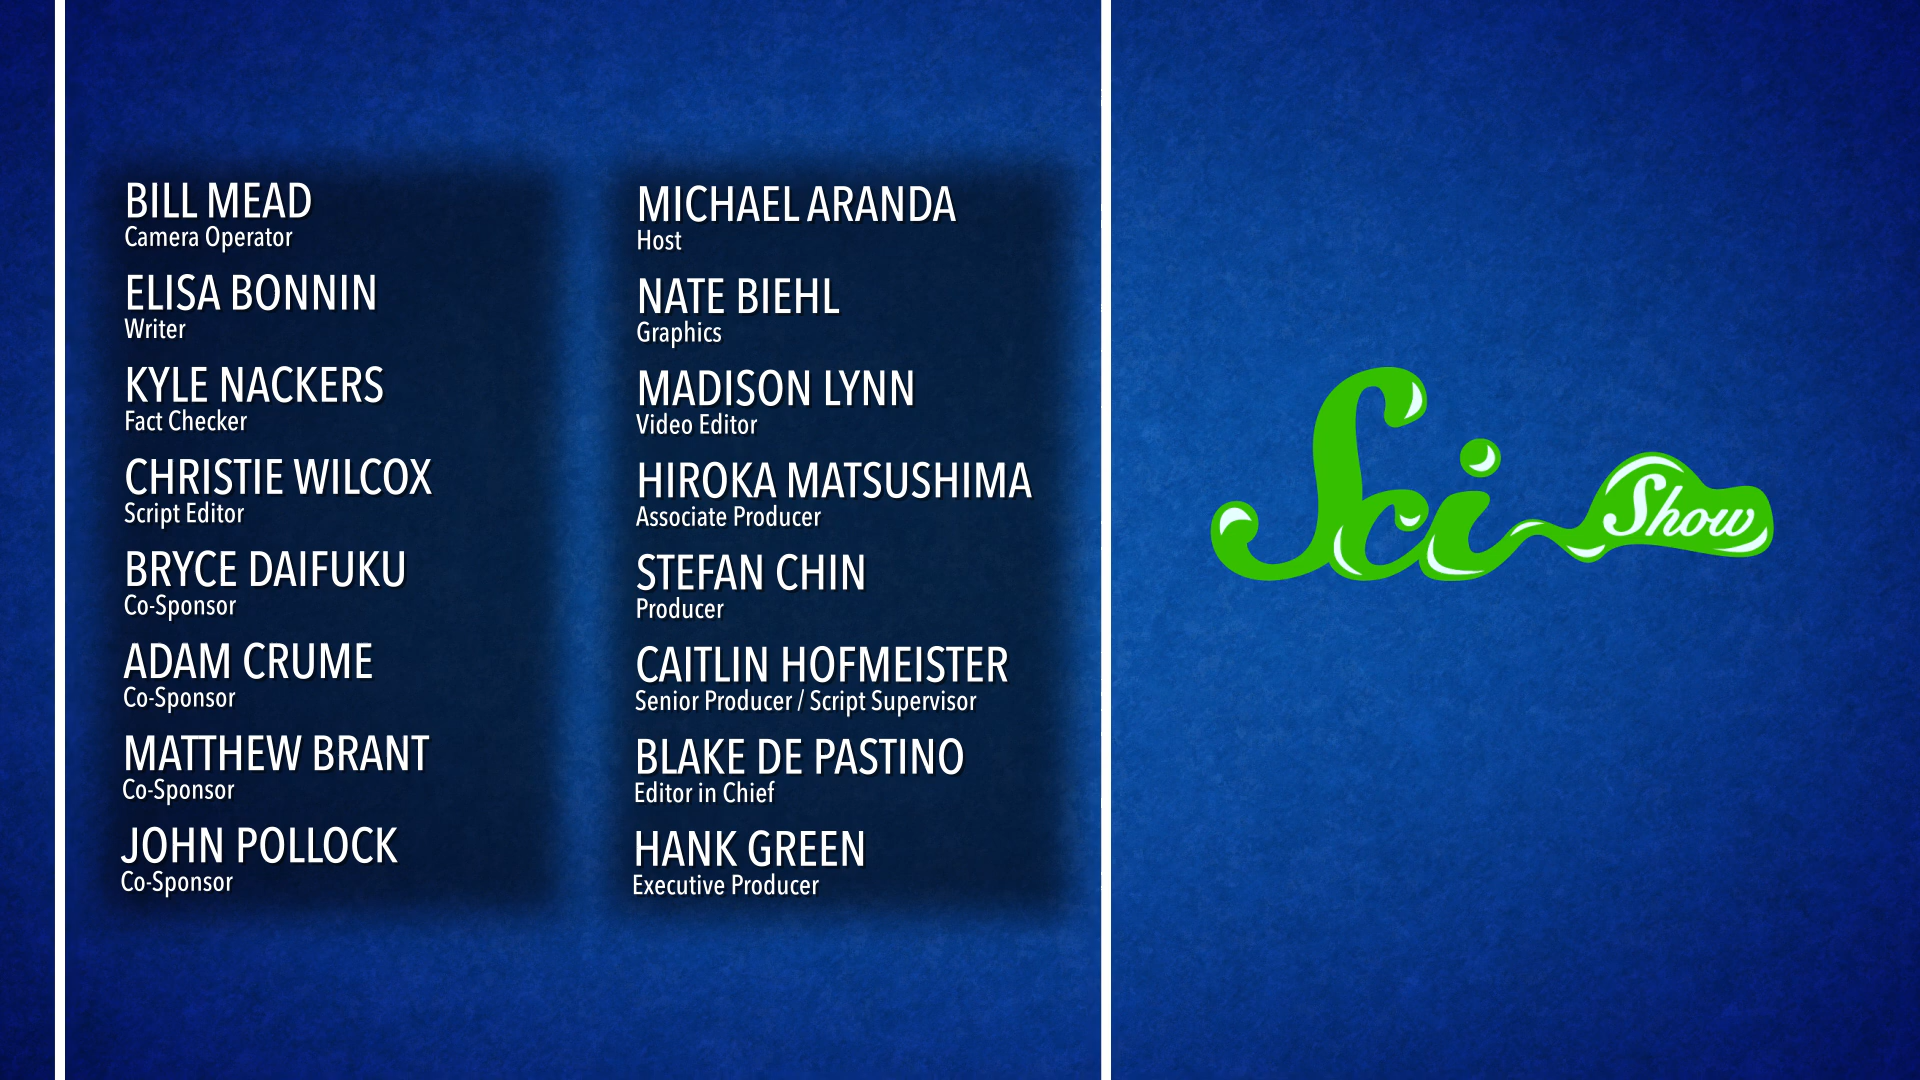 BILL MEAD
Camera Operator
ELISA BONNIN
Writer
KYLE NACKERS
Fact Checker
CHRISTIE WILCOX
Script Editor
BRYCE DAIFUKU
Co-Sponsor
ADAM CRUME
Co-Sponsor
MATTHEW BRANT
Co-Sponsor
JOHN POLLOCK
Co-Sponsor
MICHAEL ARANDA
Host
NATE BIEHL
Graphics
MADISON LYNN
Video Editor
HIROKA MATSUSHIMA
Associate Producer
STEFAN CHIN
Producer
CAITLIN HOFMEISTER
Senior Producer / Script Supervisor
BLAKE DE PASTINO
Editor in Chief
HANK GREEN
Executive Producer
Sci Show